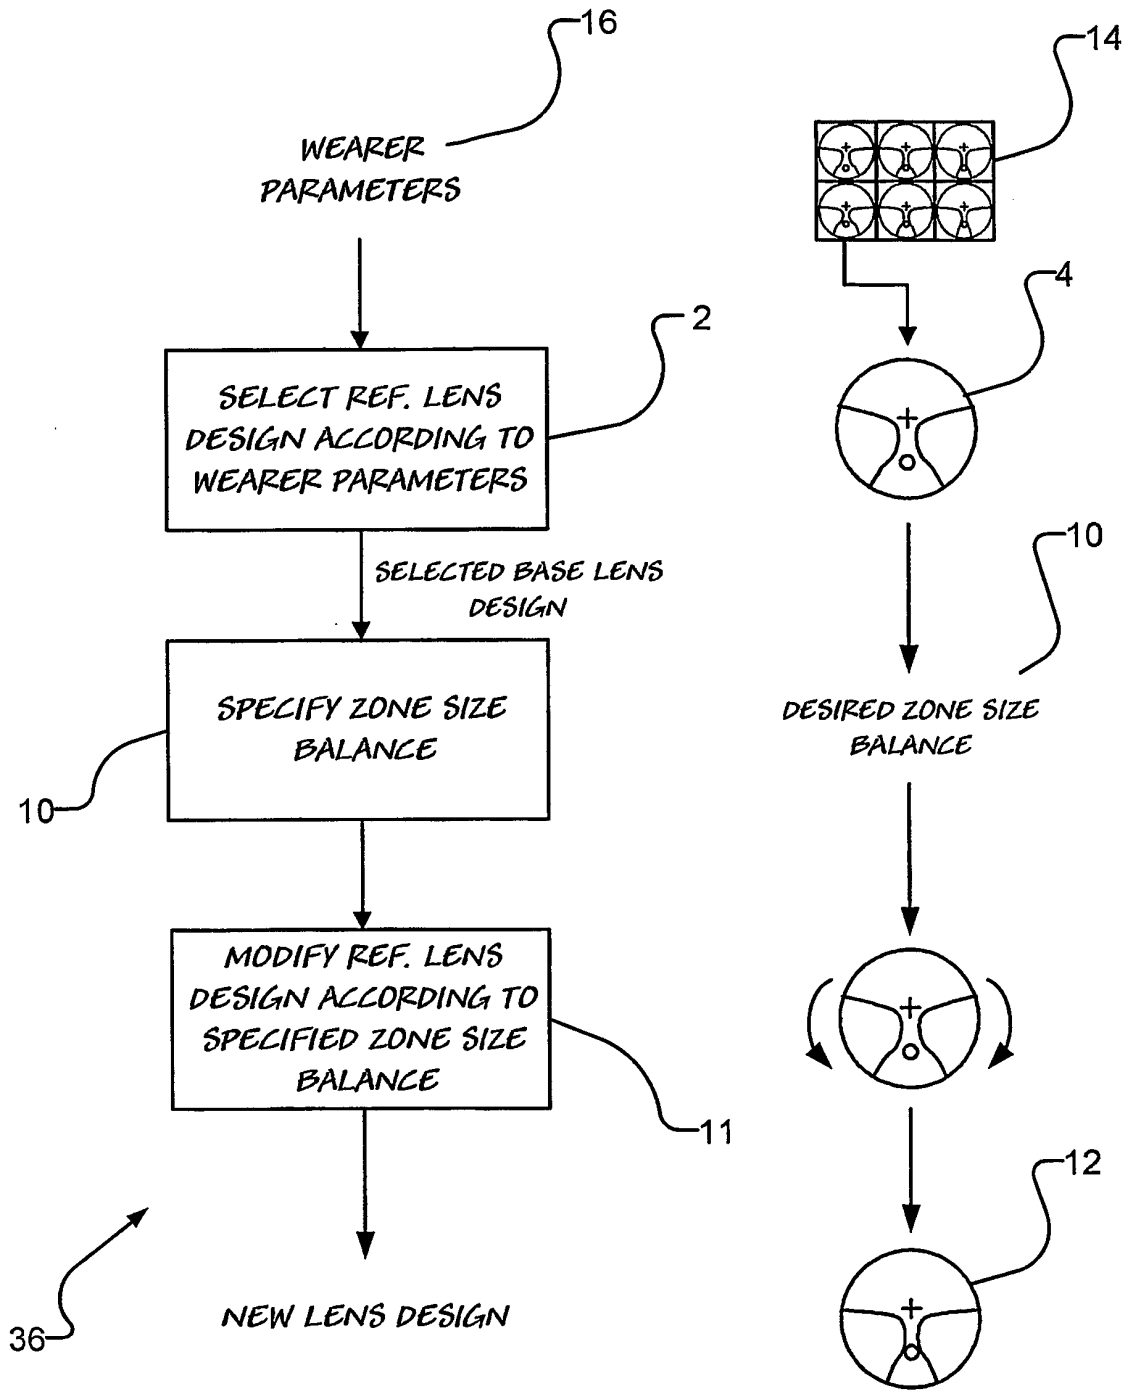 16
14
WEARER
PARAMETERS
4
2
SELECT REF. LENS
DESIGN ACCORDING TO
WEARER PARAMETERS
SELECTED BASE LENS
DESIGN
10
SPECIFY ZONE SIZE
BALANCE
DESIRED ZONE SIZE
BALANCE
10
MODIFY REF. LENS
DESIGN ACCORDING TO
SPECIFIED ZONE SIZE
BALANCE
11
12
36
NEW LENS DESIGN